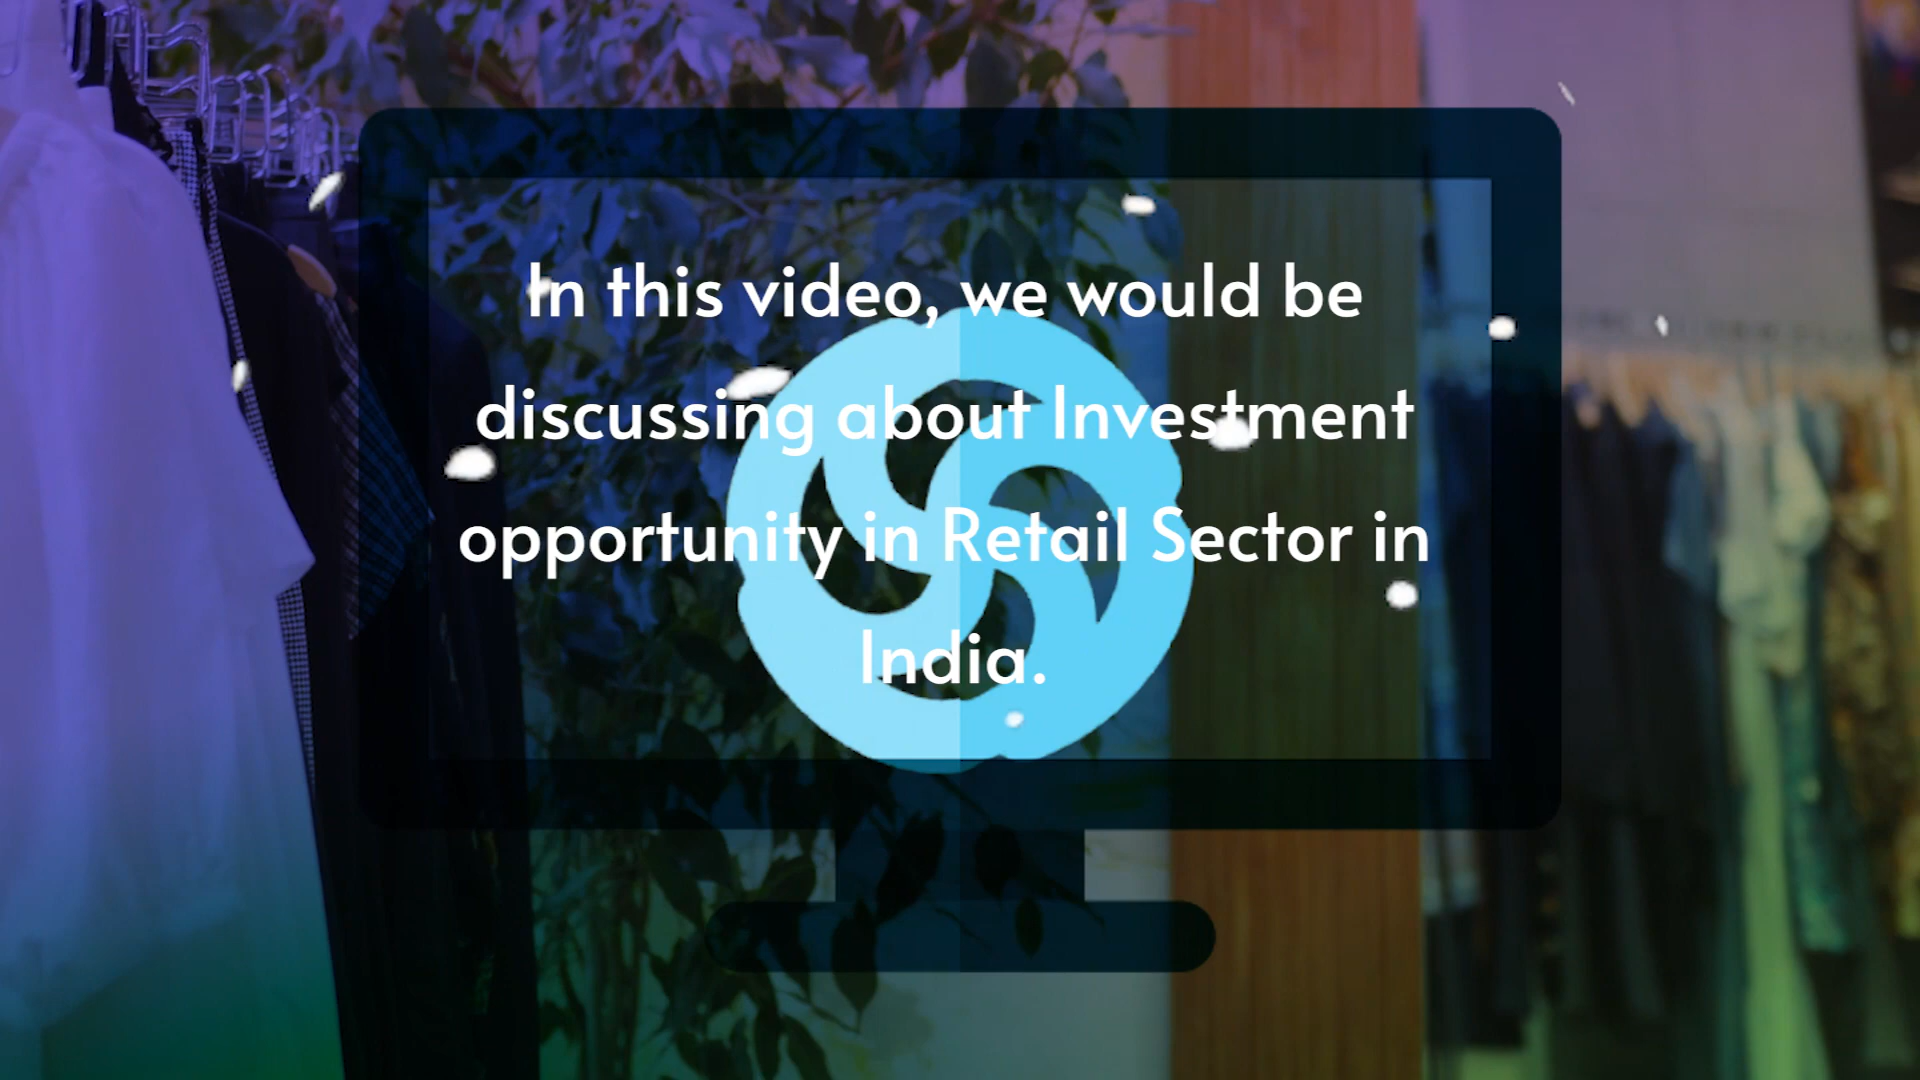 In this video, we would be
discussing about Investment
opportunity in Retail Sector in
India.